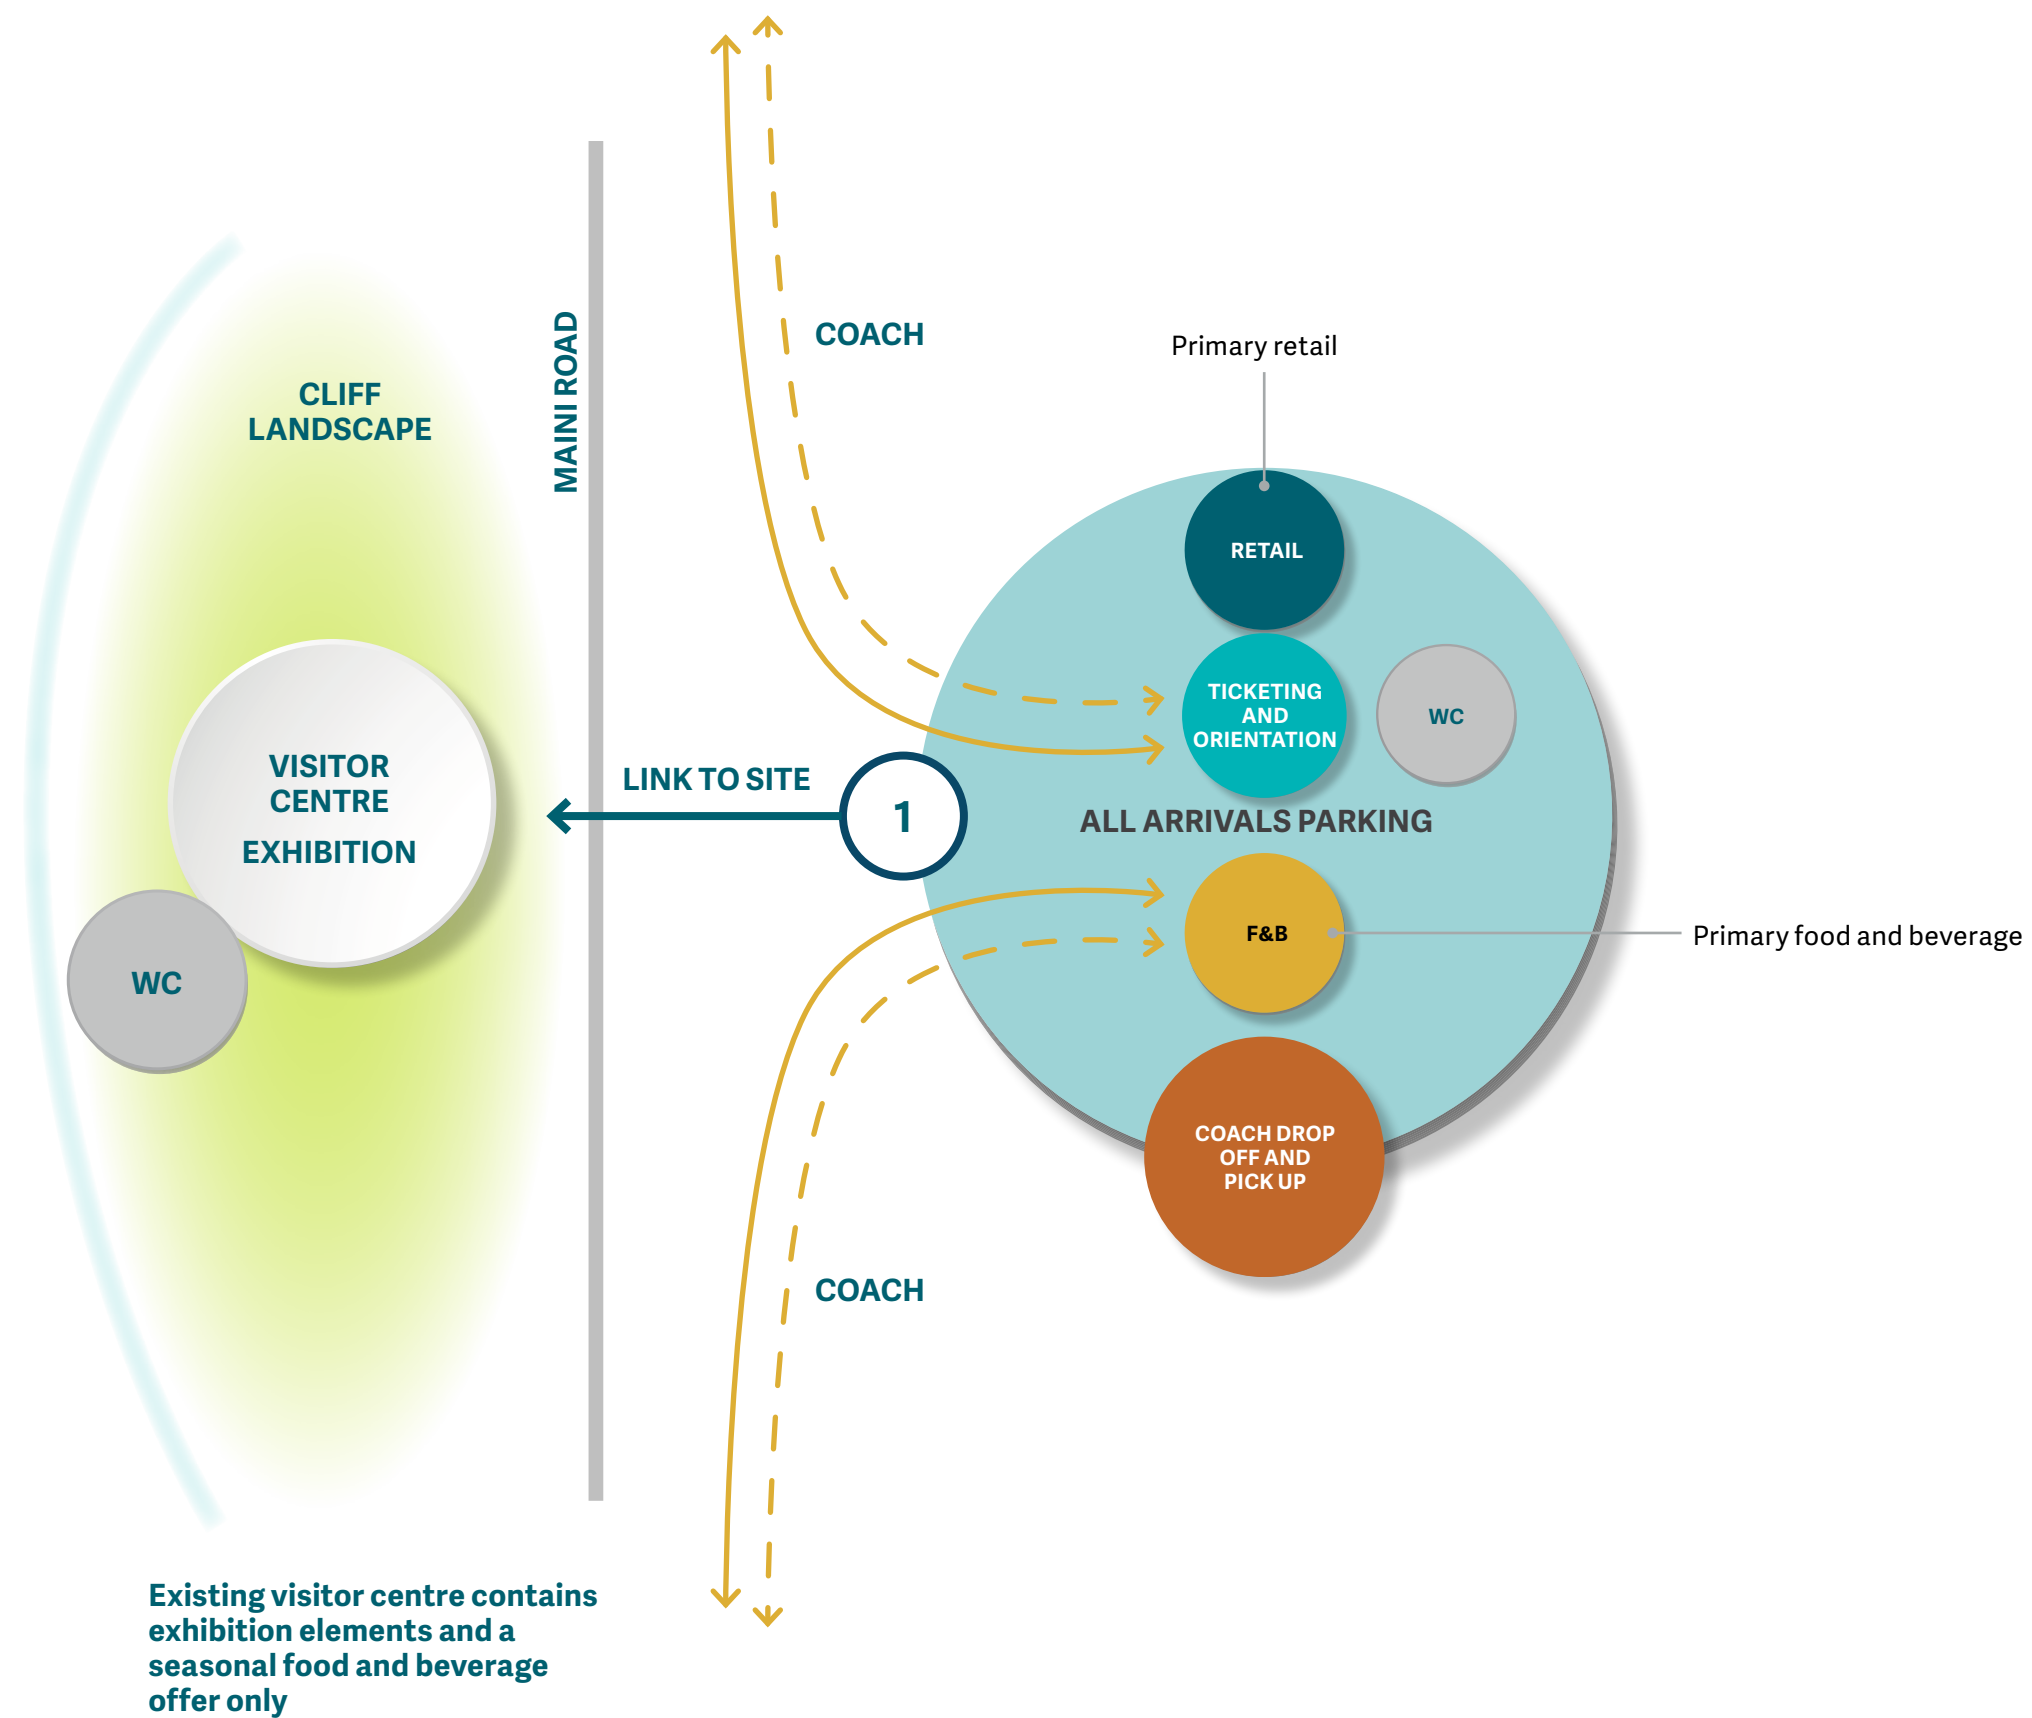 COACH
MAINI ROAD
Primary retail
CLIFF
LANDSCAPE
RETAIL
TICKETING
AND
ORIENTATION
WC
VISITOR
CENTRE
EXHIBITION
LINK TO SITE
1
ALL ARRIVALS PARKING
F&B
Primary food and beverage
WC
COACH DROP
OFF AND
PICK UP
COACH
Existing visitor centre contains
exhibition elements and a
seasonal food and beverage
offer only